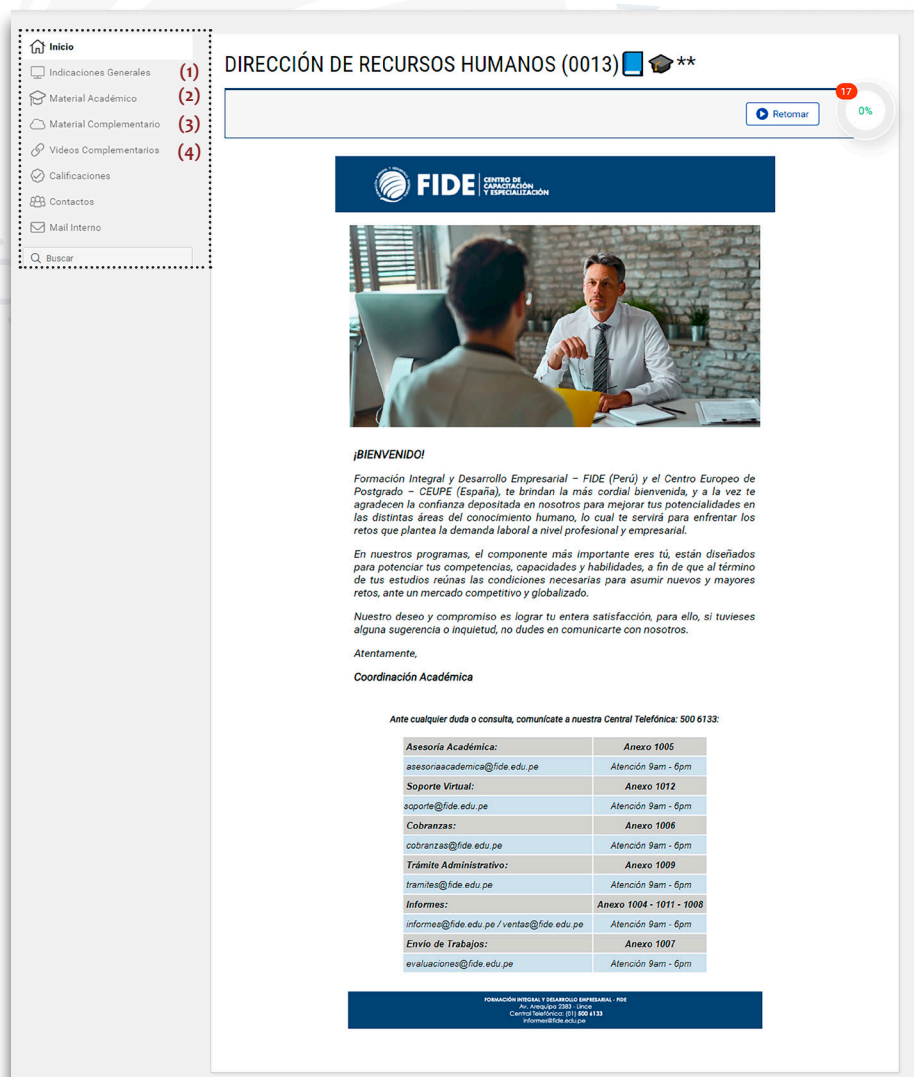 Inicio
Indicaciones Generales (1)
Material Académico (2)
Material Complementario (3)
Videos Complementarios (4)
Calificaciones
Contactos
Mail Interno
Buscar
DIRECCIÓN DE RECURSOS HUMANOS (0013) **
Retomar
17
0%
FIDE CENTRO DE
CAPACITACIÓN
Y ESPECIALIZACIÓN
¡BIENVENIDO!
Formación Integral y Desarrollo Empresarial – FIDE (Perú) y el Centro Europeo de
Postgrado – CEUPE (España), te brindan la más cordial bienvenida, y a la vez te
agradecen la confianza depositada en nosotros para mejorar tus potencialidades en
las distintas áreas del conocimiento humano, lo cual te servirá para enfrentar los
retos que plantea la demanda laboral a nivel profesional y empresarial.
En nuestros programas, el componente más importante eres tú, están diseñados
para potenciar tus competencias, capacidades y habilidades, a fin de que al término
de tus estudios reúnas las condiciones necesarias para asumir nuevos y mayores
retos, ante un mercado competitivo y globalizado.
Nuestro deseo y compromiso es lograr tu entera satisfacción, para ello, si tuvieses
alguna sugerencia o inquietud, no dudes en comunicarte con nosotros.
Atentamente,
Coordinación Académica
Ante cualquier duda o consulta, comunícate a nuestra Central Telefónica: 500 6133:
Asesoría Académica: Anexo 1005
asesoriaacademica@fide.edu.pe Atención 9am - 6pm
Soporte Virtual: Anexo 1012
soporte@fide.edu.pe Atención 9am - 6pm
Cobranzas: Anexo 1006
cobranzas@fide.edu.pe Atención 9am - 6pm
Trámite Administrativo: Anexo 1009
tramites@fide.edu.pe Atención 9am - 6pm
Informes: Anexo 1004 - 1011 - 1008
informes@fide.edu.pe / ventas@fide.edu.pe Atención 9am - 6pm
Envío de Trabajos: Anexo 1007
evaluaciones@fide.edu.pe Atención 9am - 6pm
FORMACIÓN INTEGRAL Y DESARROLLO EMPRESARIAL - FIDE
Av. Arequipa 2383 - Lince
Central Telefónica: (01) 500 6133
informes@fide.edu.pe